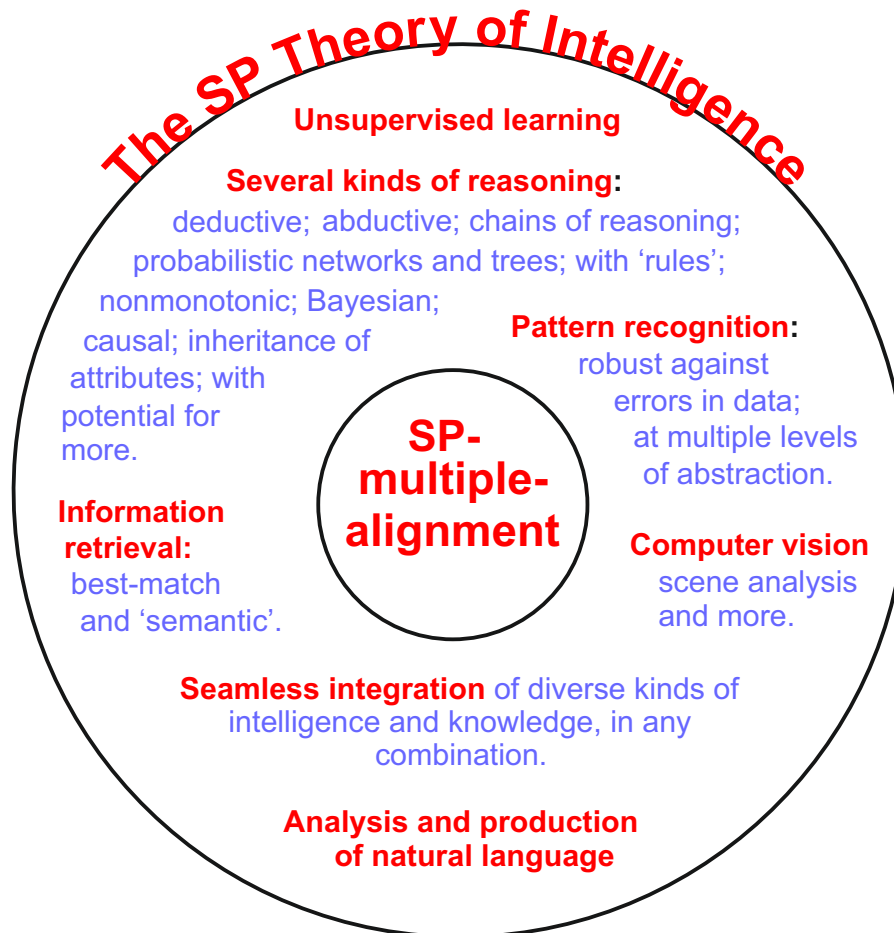 The SP Theory of Intelligence
Unsupervised learning
Several kinds of reasoning:
deductive; abductive; chains of reasoning;
probabilistic networks and trees; with ‘rules’;
nonmonotonic; Bayesian;
causal; inheritance of
attributes; with
potential for
more.
Pattern recognition:
robust against
errors in data;
at multiple levels
of abstraction.
SP-
multiple-
alignment
Information
retrieval:
best-match
and ‘semantic’.
Computer vision
scene analysis
and more.
Seamless integration of diverse kinds of
intelligence and knowledge, in any
combination.
Analysis and production
of natural language